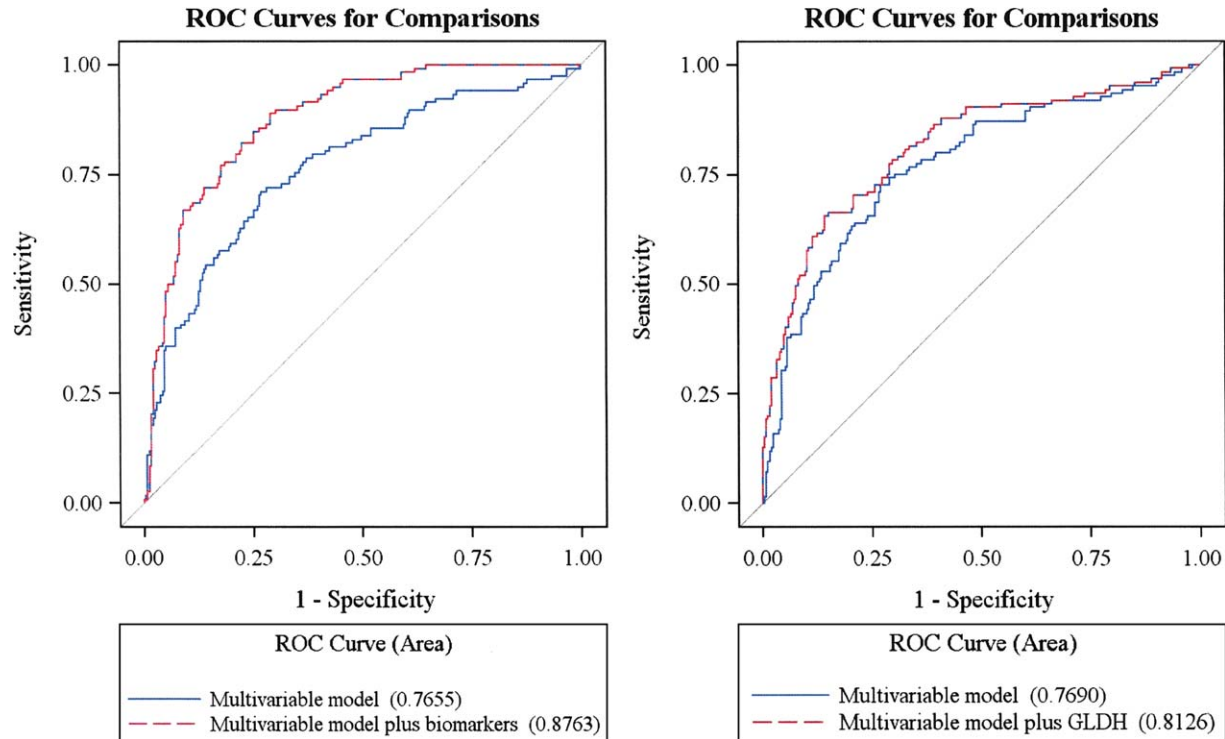 ROC Curves for Comparisons
1.00
0.75
0.50
0.25
0.00
Sensitivity
0.00 0.25 0.50 0.75 1.00
1 - Specificity
ROC Curve (Area)
Multivariable model (0.7655)
Multivariable model plus biomarkers (0.8763)
ROC Curves for Comparisons
1.00
0.75
0.50
0.25
0.00
Sensitivity
0.00 0.25 0.50 0.75 1.00
1 - Specificity
ROC Curve (Area)
Multivariable model (0.7690)
Multivariable model plus GLDH (0.8126)